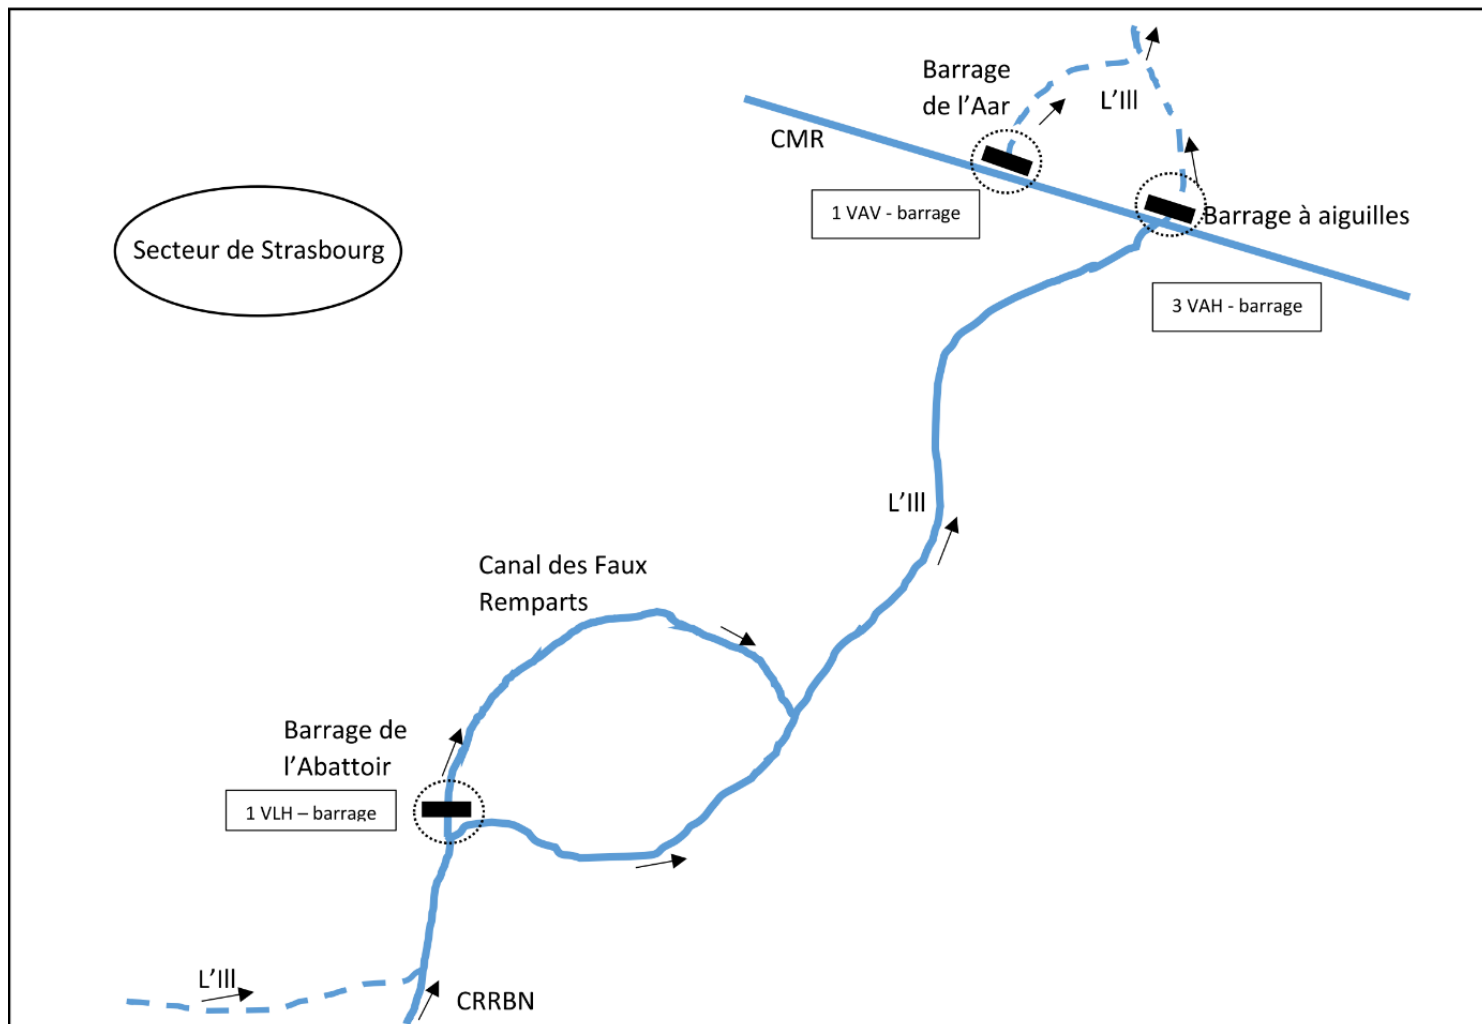 Barrage
de l’Aar
L’Ill
CMR
1 VAV - barrage
Barrage à aiguilles
Secteur de Strasbourg
3 VAH - barrage
L’Ill
Canal des Faux
Remparts
Barrage de
l’Abattoir
1 VLH – barrage
L’Ill
CRRBN